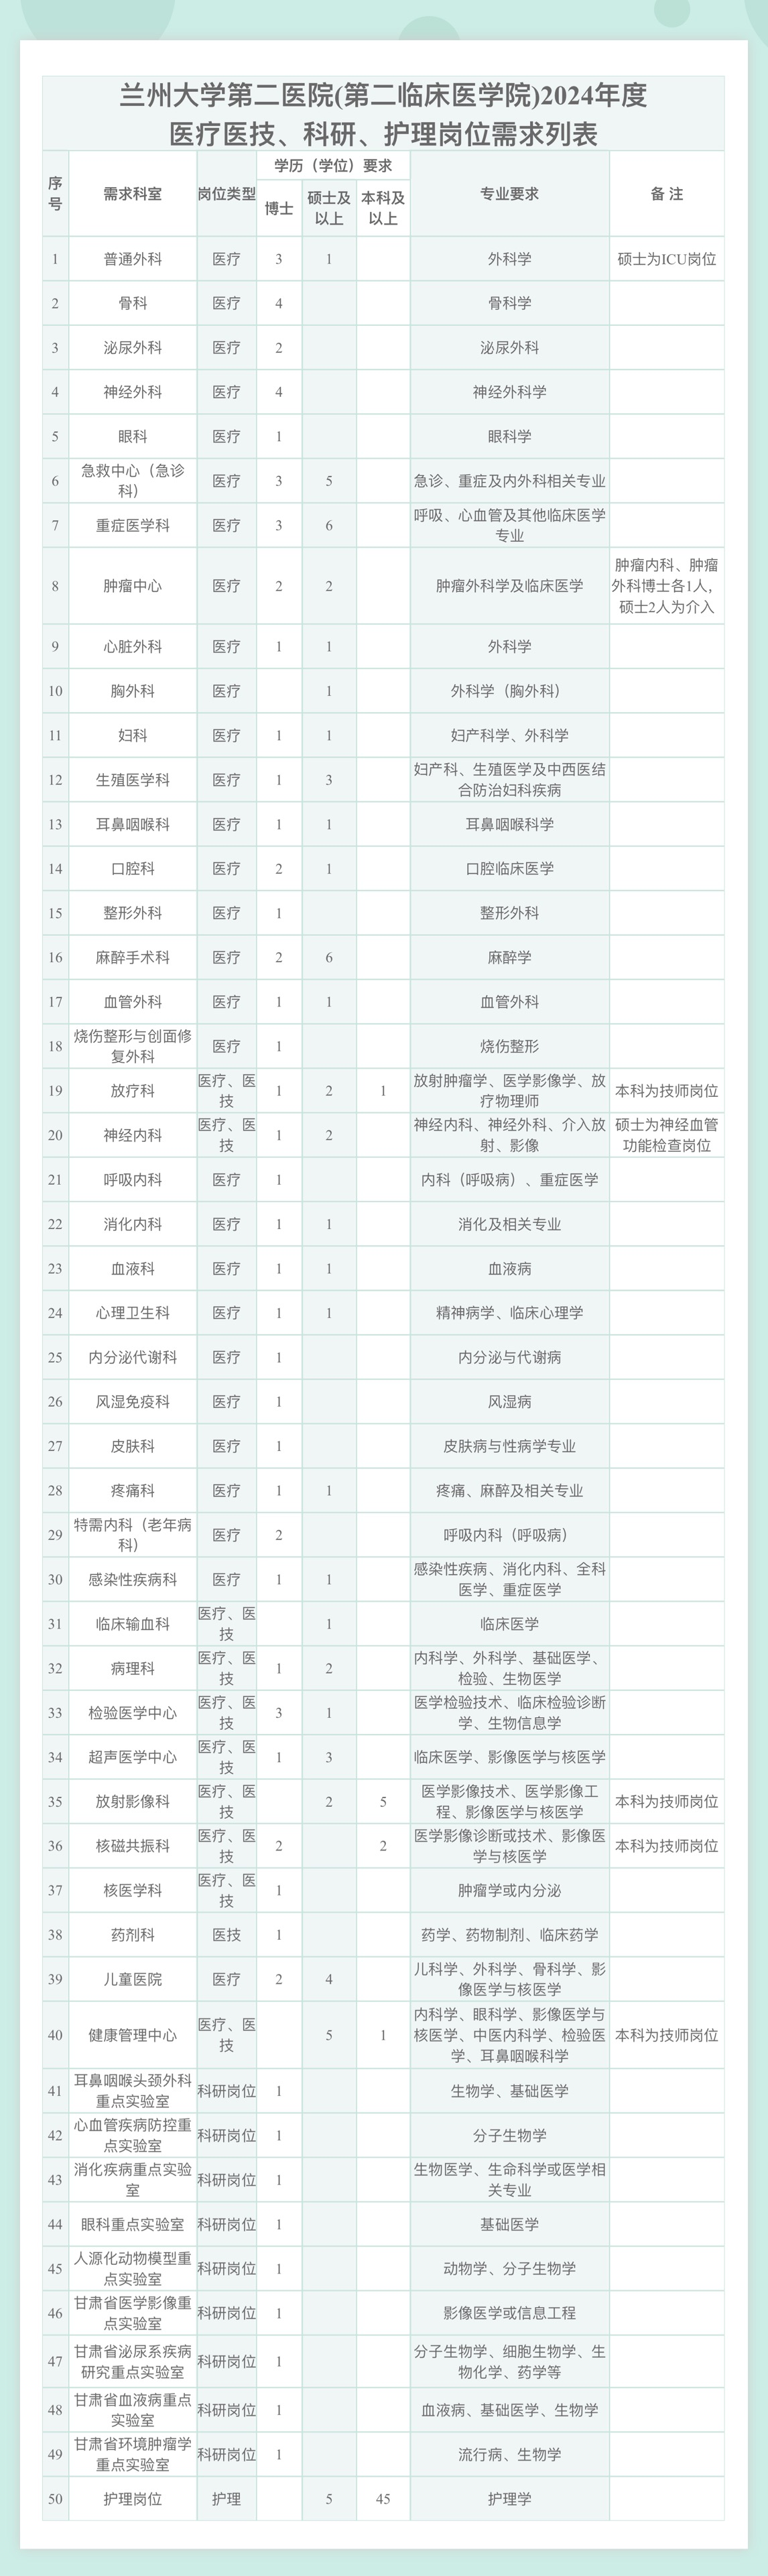 兰州大学第二医院(第二临床医学院)2024年度
医疗医技、科研、护理岗位需求列表
序号 需求科室 岗位类型 学历（学位）要求 专业要求 备 注
博士 硕士及以上 本科及以上
1 普通外科 医疗 3 1 外科学 硕士为ICU岗位
2 骨科 医疗 4 骨科学
3 泌尿外科 医疗 2 泌尿外科
4 神经外科 医疗 4 神经外科学
5 眼科 医疗 1 眼科学
6 急救中心（急诊科） 医疗 3 5 急诊、重症及内外科相关专业
7 重症医学科 医疗 3 6 呼吸、心血管及其他临床医学专业
8 肿瘤中心 医疗 2 2 肿瘤外科学及临床医学 肿瘤内科、肿瘤外科博士各1人，硕士2人为介入
9 心脏外科 医疗 1 1 外科学
10 胸外科 医疗 1 外科学（胸外科）
11 妇科 医疗 1 1 妇产科学、外科学
12 生殖医学科 医疗 1 3 妇产科、生殖医学及中西医结合防治妇科疾病
13 耳鼻咽喉科 医疗 1 1 耳鼻咽喉科学
14 口腔科 医疗 2 1 口腔临床医学
15 整形外科 医疗 1 整形外科
16 麻醉手术科 医疗 2 6 麻醉学
17 血管外科 医疗 1 1 血管外科
18 烧伤整形与创面修复外科 医疗 1 烧伤整形
19 放疗科 医疗、医技 1 2 1 放射肿瘤学、医学影像学、放疗物理师 本科为技师岗位
20 神经内科 医疗、医技 1 2 神经内科、神经外科、介入放射、影像 硕士为神经血管功能检查岗位
21 呼吸内科 医疗 1 内科（呼吸病）、重症医学
22 消化内科 医疗 1 1 消化及相关专业
23 血液科 医疗 1 1 血液病
24 心理卫生科 医疗 1 1 精神病学、临床心理学
25 内分泌代谢科 医疗 1 内分泌与代谢病
26 风湿免疫科 医疗 1 风湿病
27 皮肤科 医疗 1 皮肤病与性病学专业
28 疼痛科 医疗 1 1 疼痛、麻醉及相关专业
29 特需内科（老年病科） 医疗 2 呼吸内科（呼吸病）
30 感染性疾病科 医疗 1 1 感染性疾病、消化内科、全科医学、重症医学
31 临床输血科 医疗、医技 1 临床医学
32 病理科 医疗、医技 1 2 内科学、外科学、基础医学、检验、生物医学
33 检验医学中心 医疗、医技 3 1 医学检验技术、临床检验诊断学、生物信息学
34 超声医学中心 医疗、医技 1 3 临床医学、影像医学与核医学
35 放射影像科 医疗、医技 2 5 医学影像技术、医学影像工程、影像医学与核医学 本科为技师岗位
36 核磁共振科 医疗、医技 2 2 医学影像诊断或技术、影像医学与核医学 本科为技师岗位
37 核医学科 医疗、医技 1 肿瘤学或内分泌
38 药剂科 医技 1 药学、药物制剂、临床药学
39 儿童医院 医疗 2 4 儿科学、外科学、骨科学、影像医学与核医学
40 健康管理中心 医疗、医技 5 1 内科学、眼科学、影像医学与核医学、中医内科学、检验医学、耳鼻咽喉科学 本科为技师岗位
41 耳鼻咽喉头颈外科重点实验室 科研岗位 1 生物学、基础医学
42 心血管疾病防控重点实验室 科研岗位 1 分子生物学
43 消化疾病重点实验室 科研岗位 1 生物医学、生命科学或医学相关专业
44 眼科重点实验室 科研岗位 1 基础医学
45 人源化动物模型重点实验室 科研岗位 1 动物学、分子生物学
46 甘肃省医学影像重点实验室 科研岗位 1 影像医学或信息工程
47 甘肃省泌尿系疾病研究重点实验室 科研岗位 1 分子生物学、细胞生物学、生物化学、药学等
48 甘肃省血液病重点实验室 科研岗位 1 血液病、基础医学、生物学
49 甘肃省环境肿瘤学重点实验室 科研岗位 1 流行病、生物学
50 护理岗位 护理 5 45 护理学